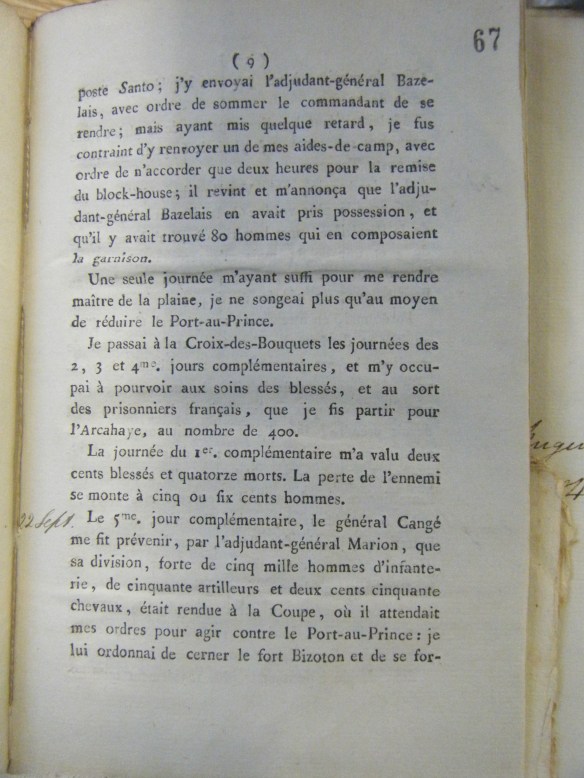 67
( 9 )
poste Santo; j'y envoyai l'adjudant-général Baze-
lais, avec ordre de sommer le commandant de se
rendre; mais ayant mis quelque retard, je fus
contraint d'y renvoyer un de mes aides-de-camp, avec
ordre de n'accorder que deux heures pour la remise
du block-house; il revint et m'annonça que l'adju-
dant-général Bazelais en avait pris possession, et
qu'il y avait trouvé 80 hommes qui en composaient
la garnison.
Une seule journée m'ayant suffi pour me rendre
maître de la plaine, je ne songeai plus qu'au moyen
de réduire le Port-au-Prince.
Je passai à la Croix-des-Bouquets les journées des
2, 3 et 4me. jours complémentaires, et m'y occu-
pai à pourvoir aux soins des blessés, et au sort
des prisonniers français, que je fis partir pour
l'Arcahaye, au nombre de 400.
La journée du 1er. complémentaire m'a valu deux
cents blessés et quatorze morts. La perte de l'ennemi
se monte à cinq ou six cents hommes.
22 Sept. Le 5me. jour complémentaire, le général Cangé
me fit prévenir, par l'adjudant-général Marion, que
sa division, forte de cinq mille hommes d'infante-
rie, de cinquante artilleurs et deux cents cinquante
chevaux, était rendue à la Coupe, où il attendait
mes ordres pour agir contre le Port-au-Prince: je
lui ordonnai de cerner le fort Bizoton et de se for-